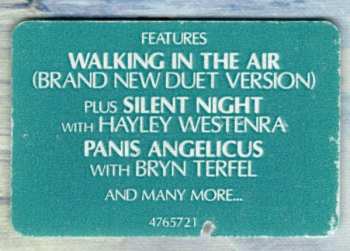 FEATURES
WALKING IN THE AIR
(BRAND NEW DUET VERSION)
PLUS SILENT NIGHT
WITH HAYLEY WESTENRA
PANIS ANGELICUS
WITH BRYN TERFEL
AND MANY MORE...
4765721